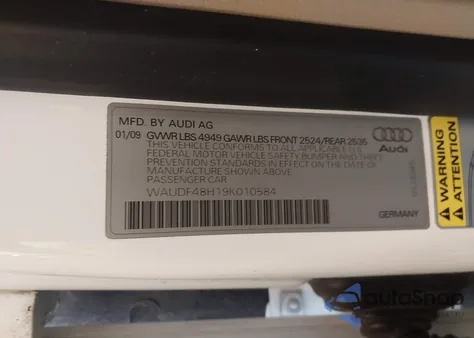 MFD. BY AUDI AG
01/09 GVWR LBS 4949 GAWR LBS FRONT 2524/REAR 2535
THIS VEHICLE CONFORMS TO ALL APPLICABLE U.S.
FEDERAL MOTOR VEHICLE SAFETY BUMPER AND THEFT
PREVENTION STANDARDS IN EFFECT ON THE DATE OF
MANUFACTURE SHOWN ABOVE
PASSENGER CAR
WAUDF48H19K010584
Audi
GERMANY
WARNING
ATTENTION
autoSnap